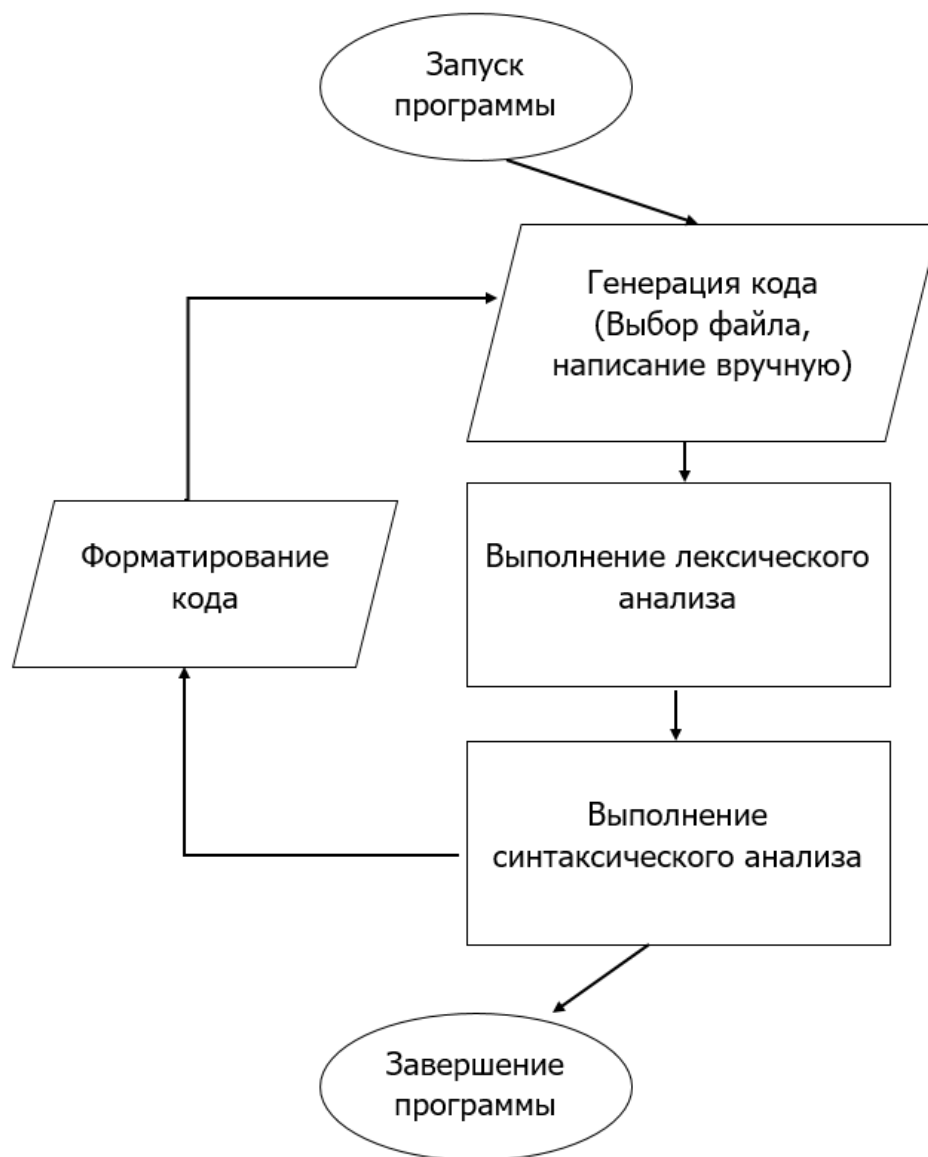 Запуск
программы
Генерация кода
(Выбор файла,
написание вручную)
Форматирование
кода
Выполнение лексического
анализа
Выполнение
синтаксического анализа
Завершение
программы